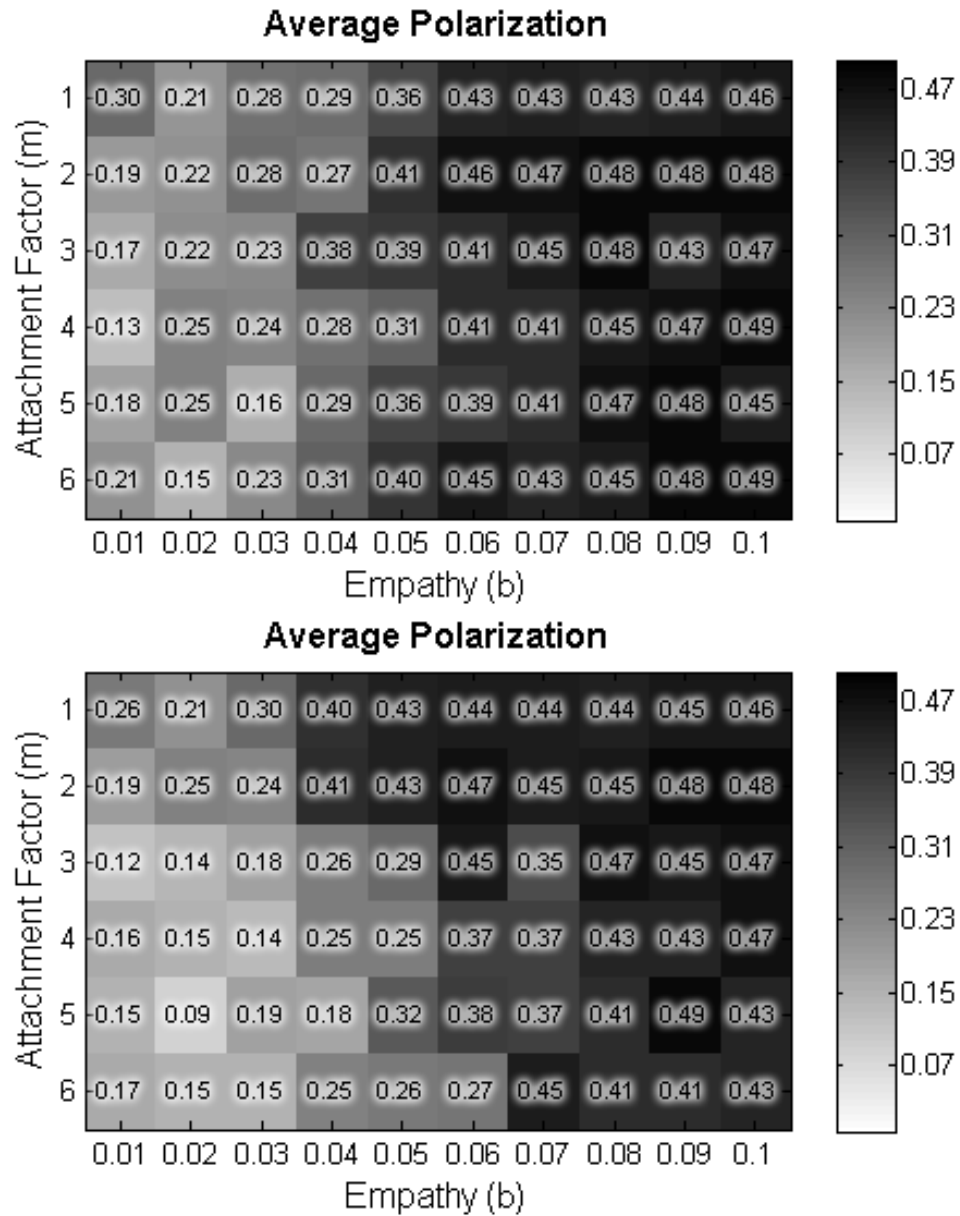 Average Polarization
1 0.30 0.21 0.28 0.29 0.36 0.43 0.43 0.43 0.44 0.46
2 0.19 0.22 0.28 0.27 0.41 0.46 0.47 0.48 0.48 0.48
3 0.17 0.22 0.23 0.38 0.39 0.41 0.45 0.48 0.43 0.47
4 0.13 0.25 0.24 0.28 0.31 0.41 0.41 0.45 0.47 0.49
5 0.18 0.25 0.16 0.29 0.36 0.39 0.41 0.47 0.48 0.45
6 0.21 0.15 0.23 0.31 0.40 0.45 0.43 0.45 0.48 0.49
Attachment Factor (m)
0.01 0.02 0.03 0.04 0.05 0.06 0.07 0.08 0.09 0.1
Empathy (b)
0.47
0.39
0.31
0.23
0.15
0.07
Average Polarization
1 0.26 0.21 0.30 0.40 0.43 0.44 0.44 0.44 0.45 0.46
2 0.19 0.25 0.24 0.41 0.43 0.47 0.45 0.45 0.48 0.48
3 0.12 0.14 0.18 0.26 0.29 0.45 0.35 0.47 0.45 0.47
4 0.16 0.15 0.14 0.25 0.25 0.37 0.37 0.43 0.43 0.47
5 0.15 0.09 0.19 0.18 0.32 0.38 0.37 0.41 0.49 0.43
6 0.17 0.15 0.15 0.25 0.26 0.27 0.45 0.41 0.41 0.43
Attachment Factor (m)
0.01 0.02 0.03 0.04 0.05 0.06 0.07 0.08 0.09 0.1
Empathy (b)
0.47
0.39
0.31
0.23
0.15
0.07